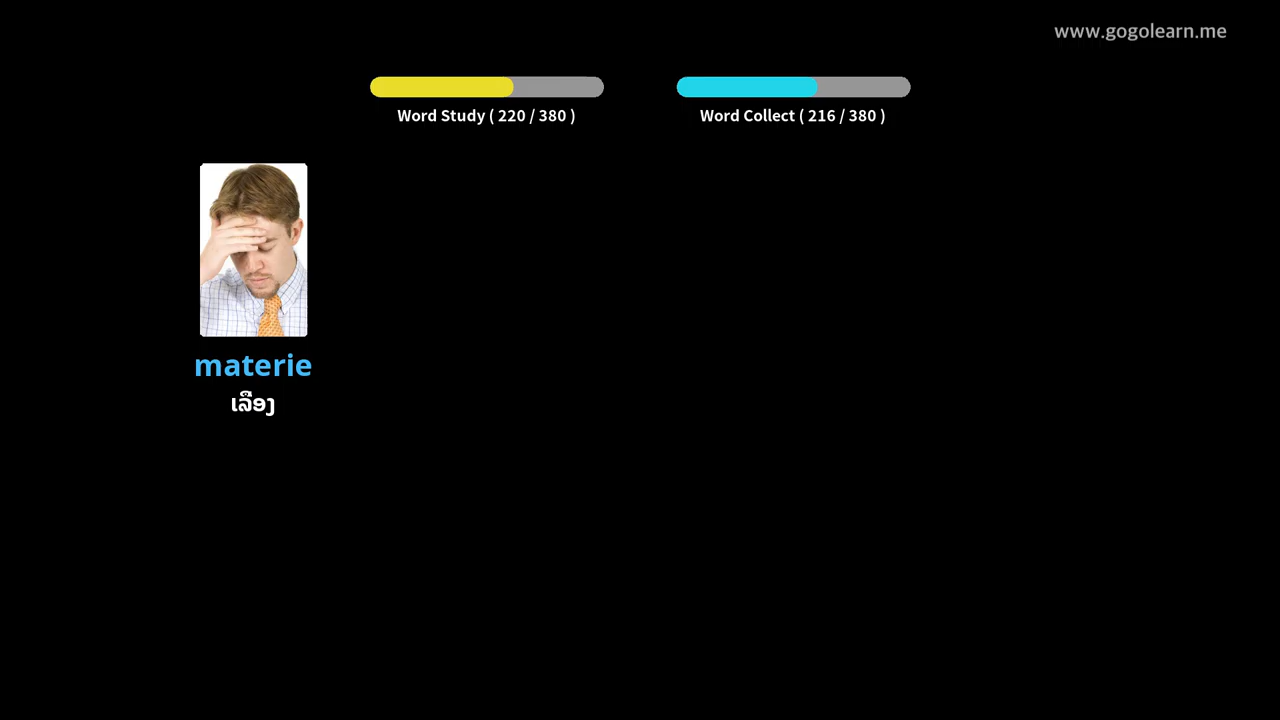 www.gogolearn.me
Word Study ( 220 / 380 )
Word Collect ( 216 / 380 )
materie
ເລື່ອງ